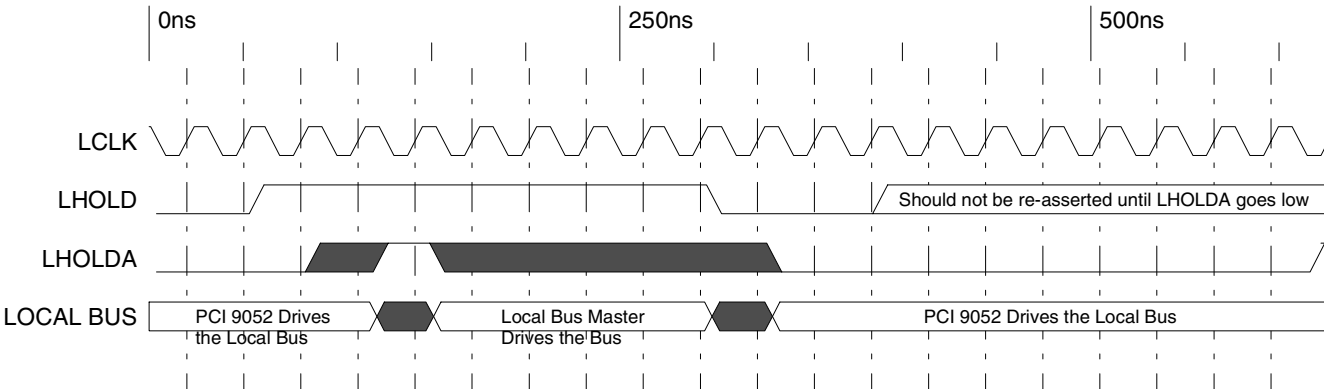 0ns
250ns
500ns
LCLK
LHOLD
Should not be re-asserted until LHOLDA goes low
LHOLDA
LOCAL BUS
PCI 9052 Drives
the Local Bus
Local Bus Master
Drives the Bus
PCI 9052 Drives the Local Bus